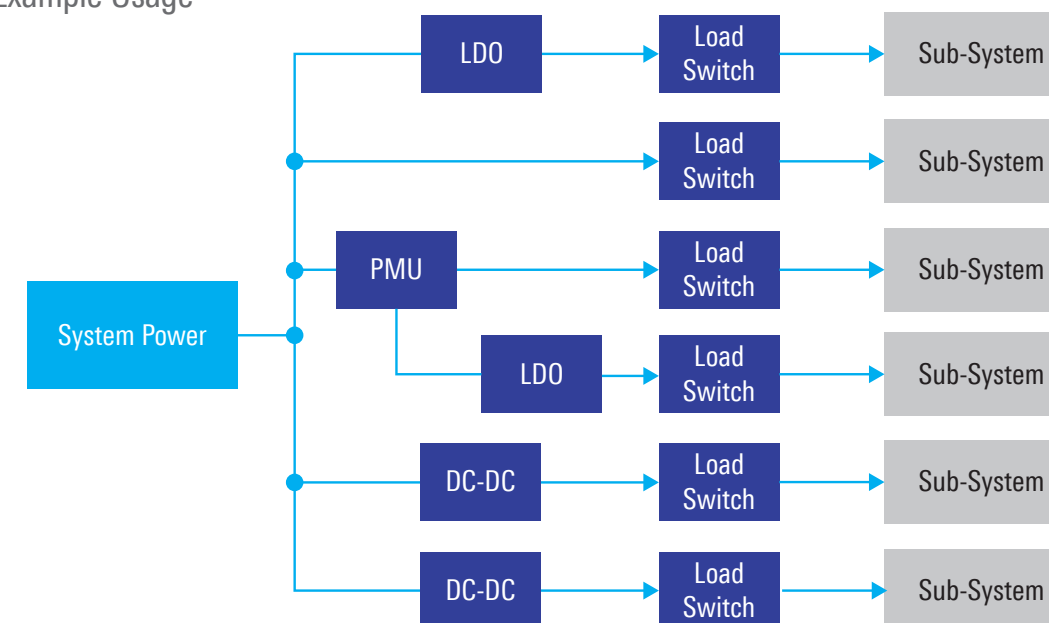 Example Usage
LDO
Load
Switch
Sub-System
Load
Switch
Sub-System
PMU
Load
Switch
Sub-System
System Power
LDO
Load
Switch
Sub-System
DC-DC
Load
Switch
Sub-System
DC-DC
Load
Switch
Sub-System